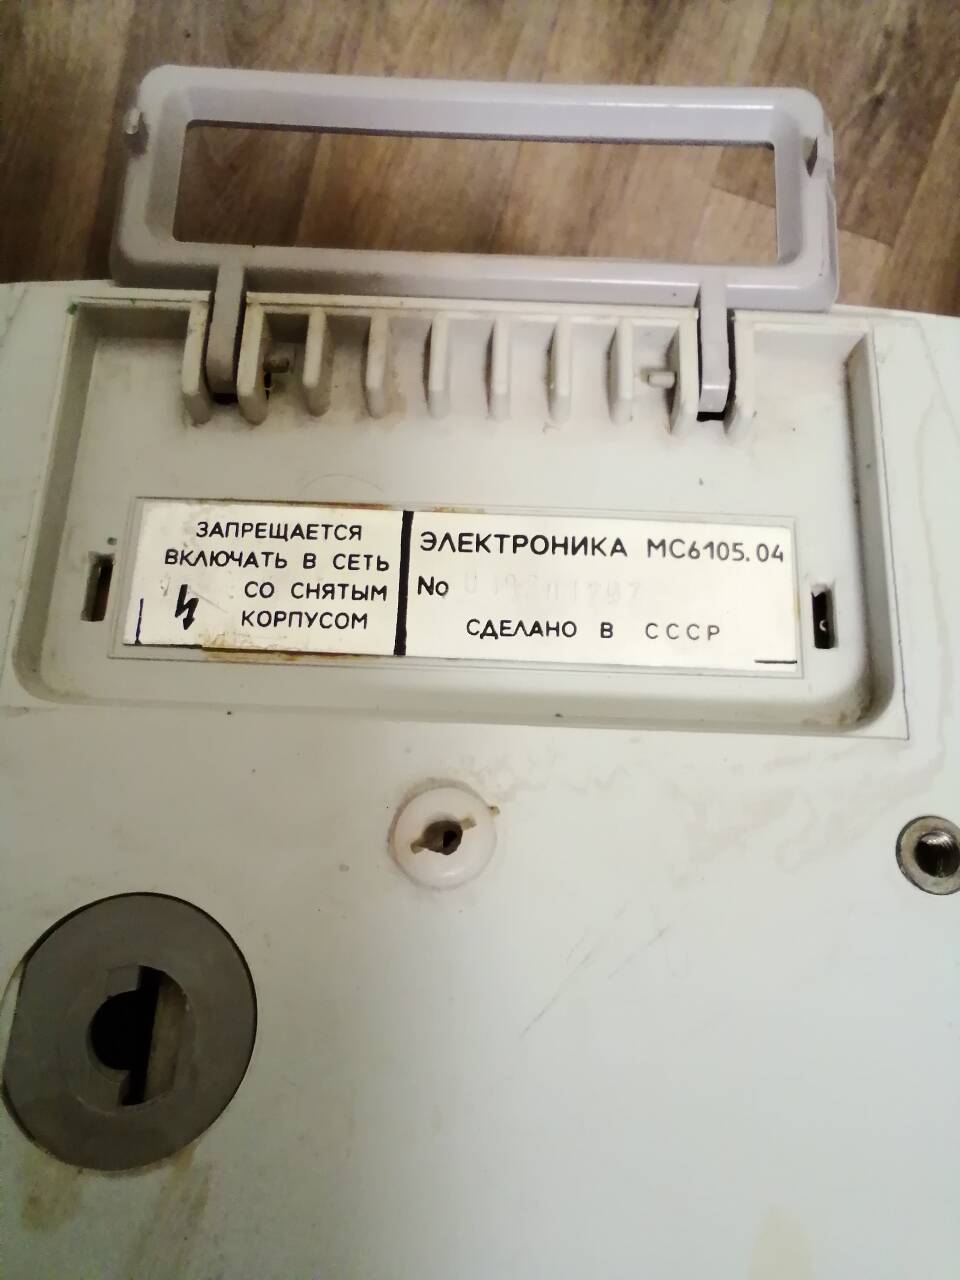 ЗАПРЕЩАЕТСЯ
ВКЛЮЧАТЬ В СЕТЬ
СО СНЯТЫМ
КОРПУСОМ
ЭЛЕКТРОНИКА МС6105.04
No
СДЕЛАНО В СССР